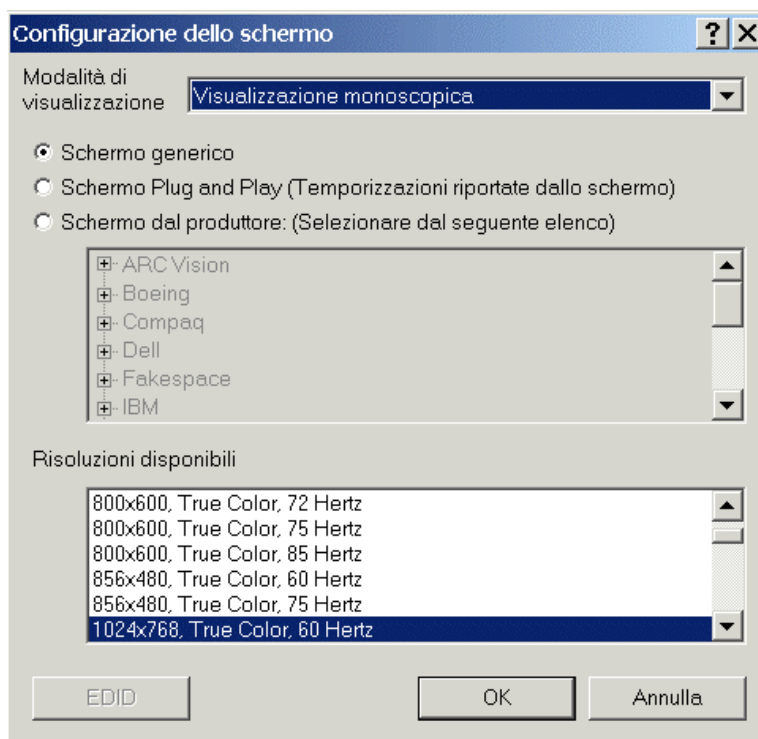 Configurazione dello schermo
Modalità di
visualizzazione
Visualizzazione monoscopica
Schermo generico
Schermo Plug and Play (Temporizzazioni riportate dallo schermo)
Schermo dal produttore: (Selezionare dal seguente elenco)
ARC Vision
Boeing
Compaq
Dell
Fakespace
IBM
Risoluzioni disponibili
800x600, True Color, 72 Hertz
800x600, True Color, 75 Hertz
800x600, True Color, 85 Hertz
856x480, True Color, 60 Hertz
856x480, True Color, 75 Hertz
1024x768, True Color, 60 Hertz
EDID
OK
Annulla